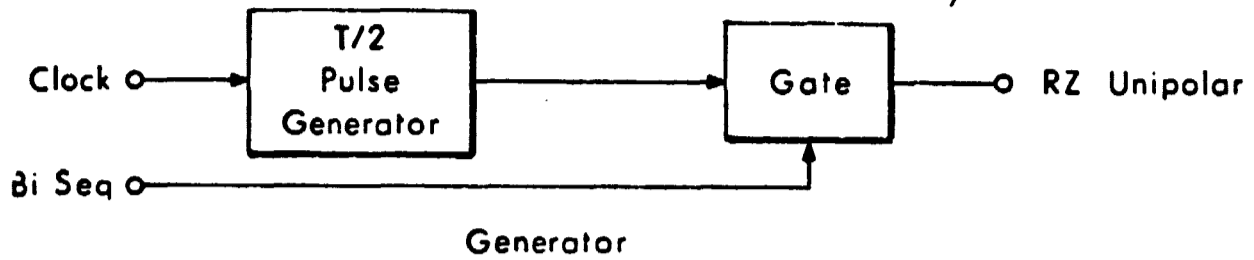 T/2
Clock Pulse Gate RZ Unipolar
Generator
Bi Seq
Generator